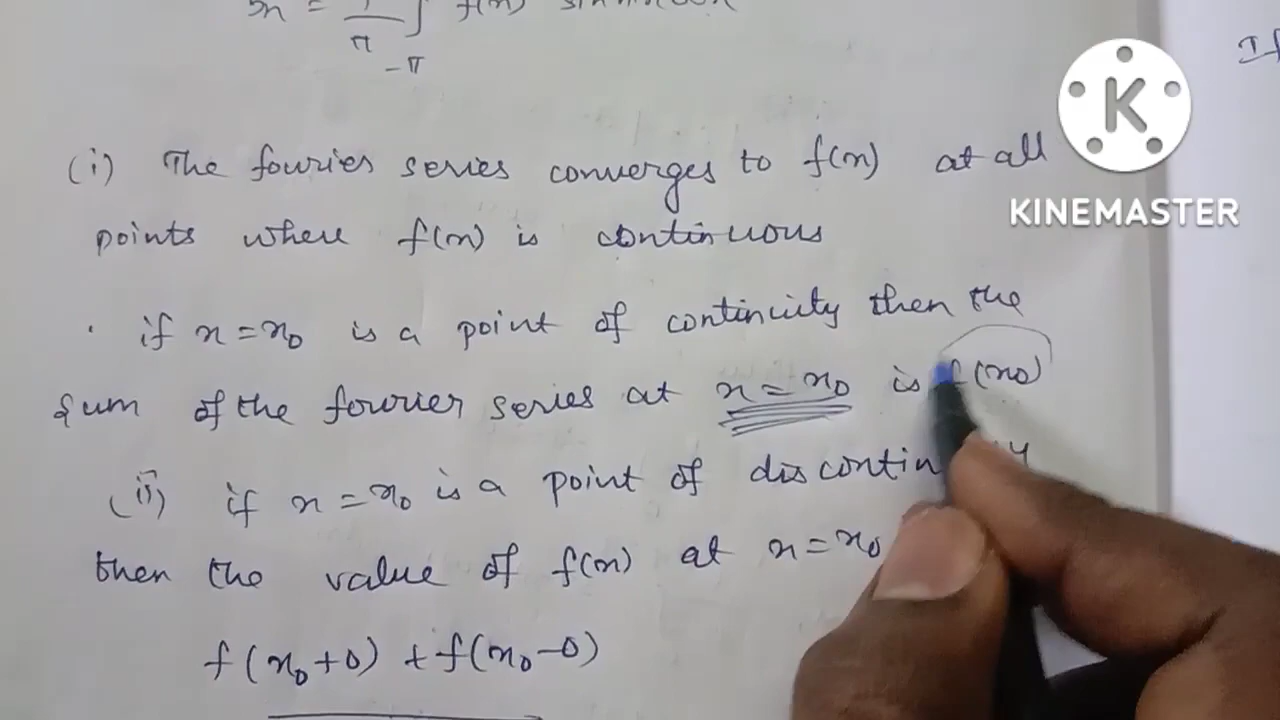 π
-π
(i) The fourier series converges to f(x) at all
points where f(x) is continuous
if x = x0 is a point of continuity then the
sum of the fourier series at x = x0 is f(x0)
(ii) if x = x0 is a point of
then the value of f(x) at x = x0
f(x0+0) + f(x0-0)
K
KINEMASTER